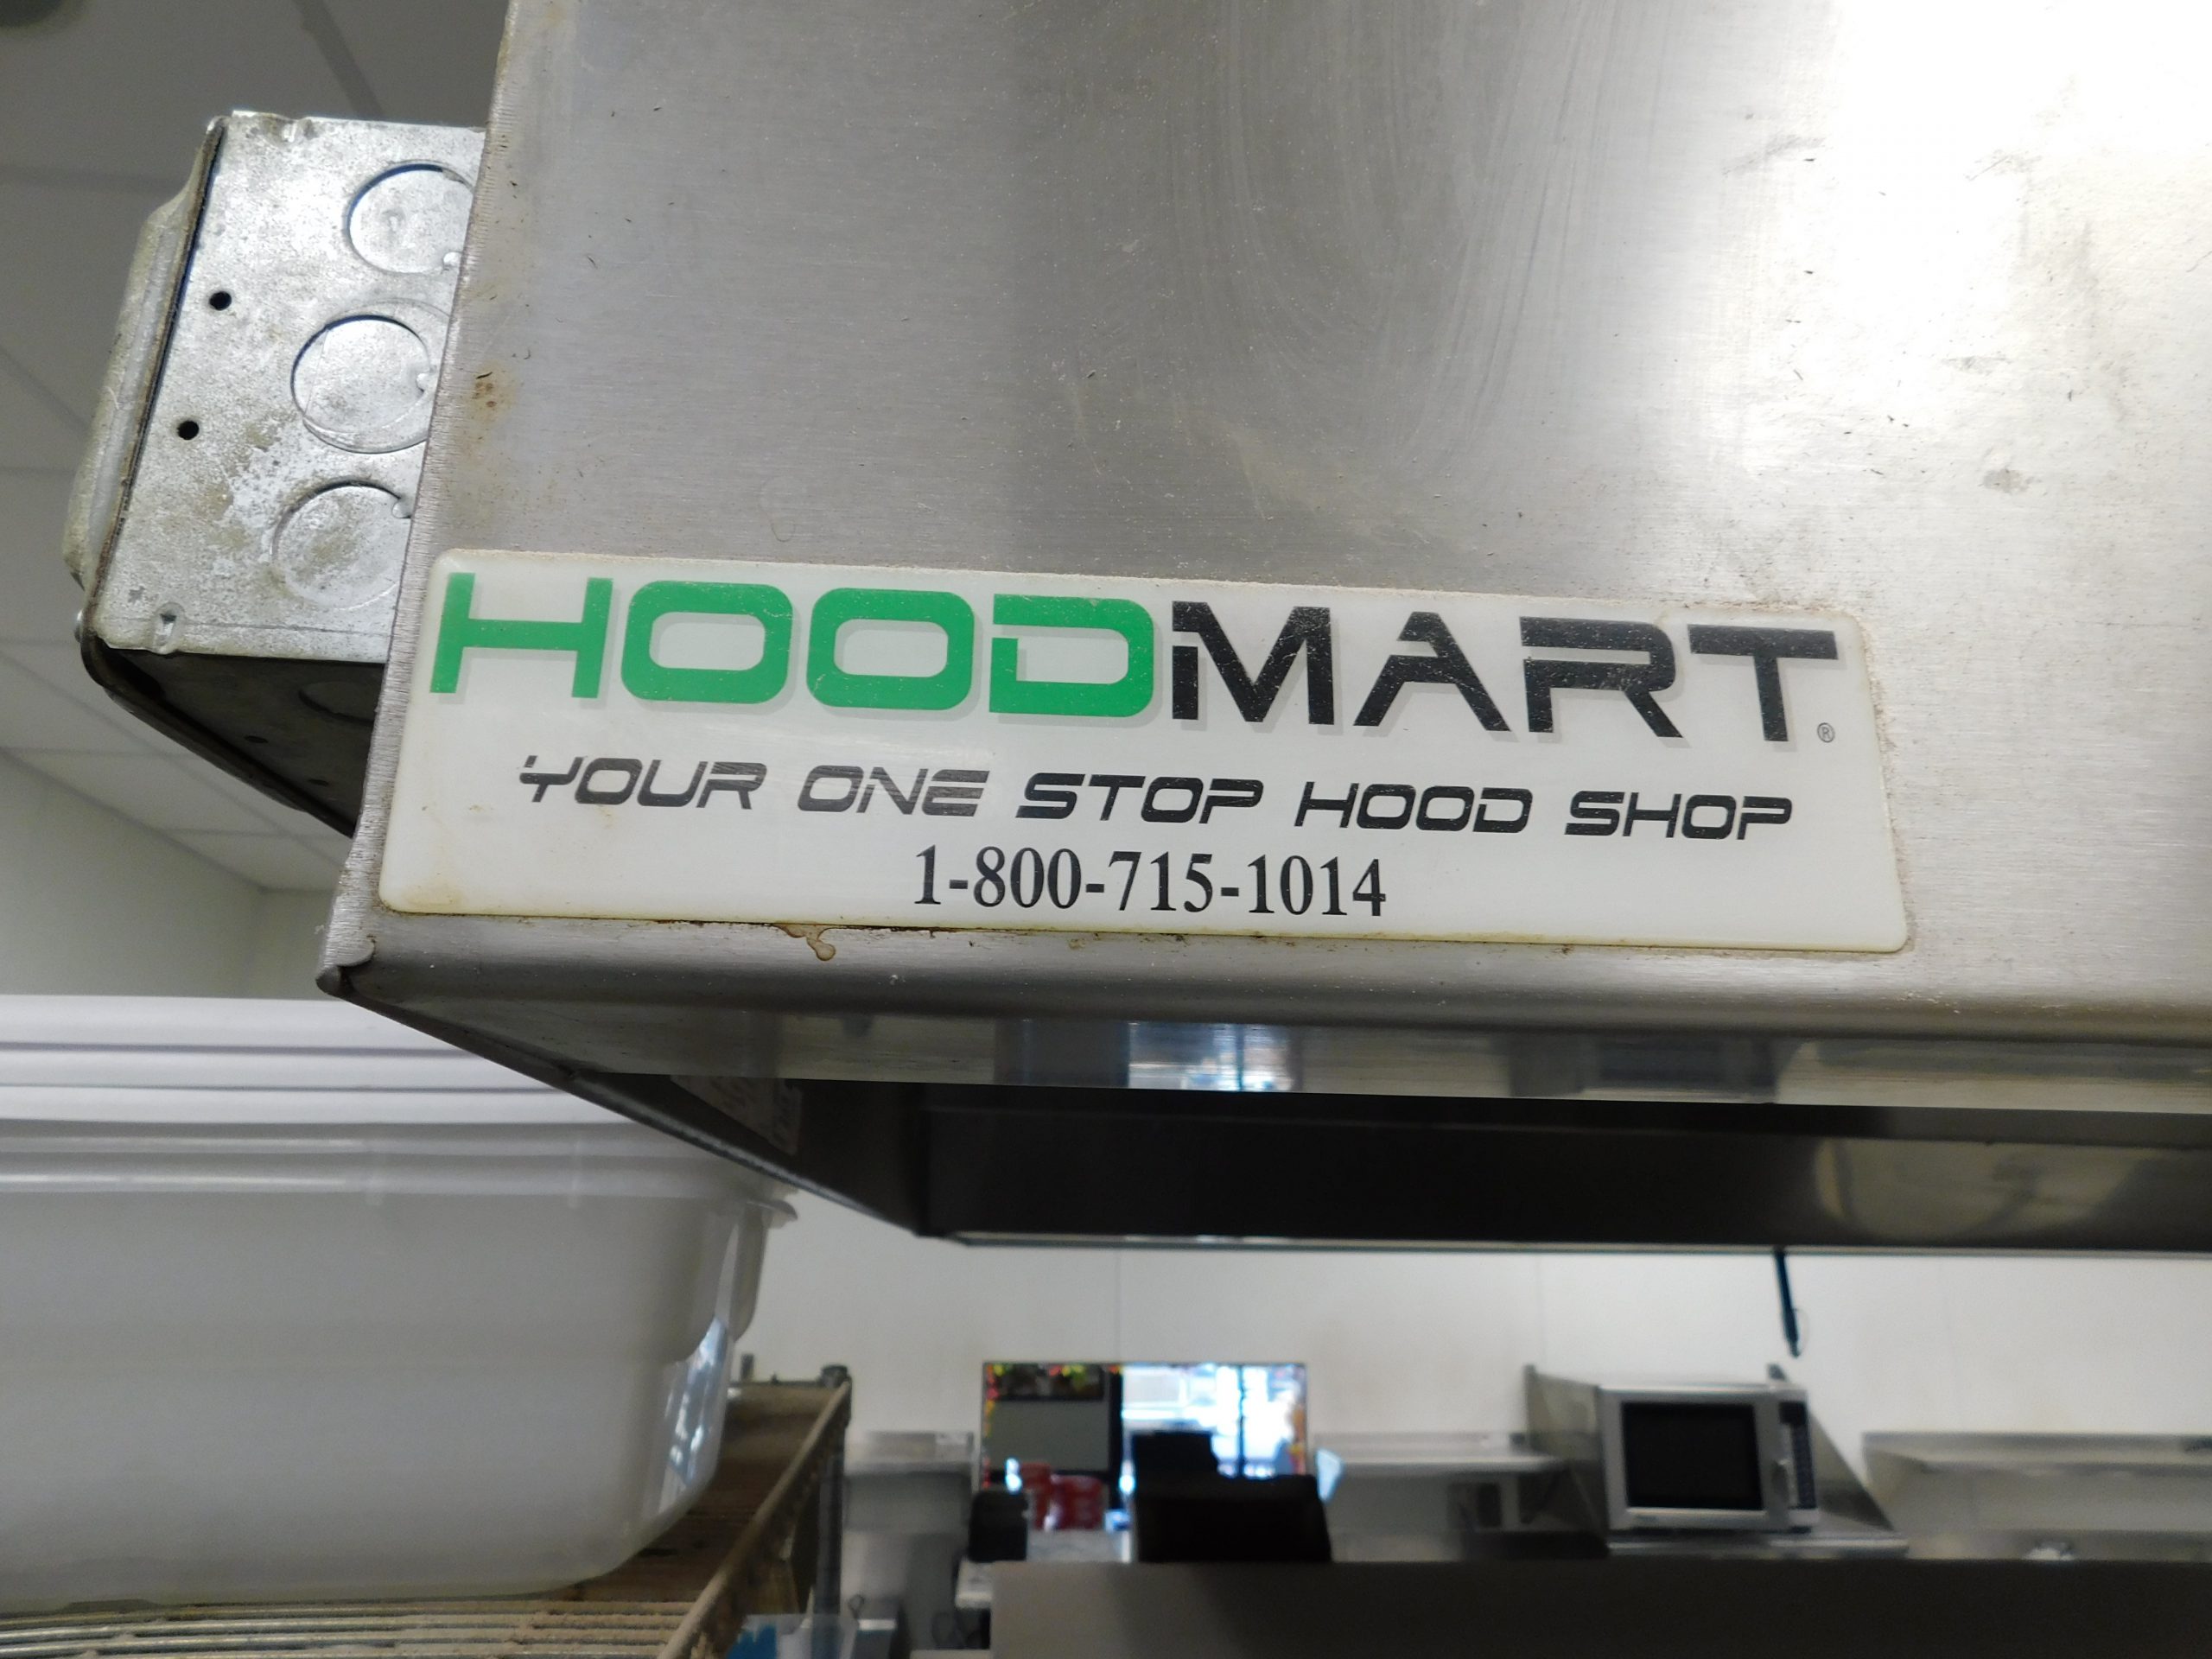 HOODMART®
YOUR ONE STOP HOOD SHOP
1-800-715-1014